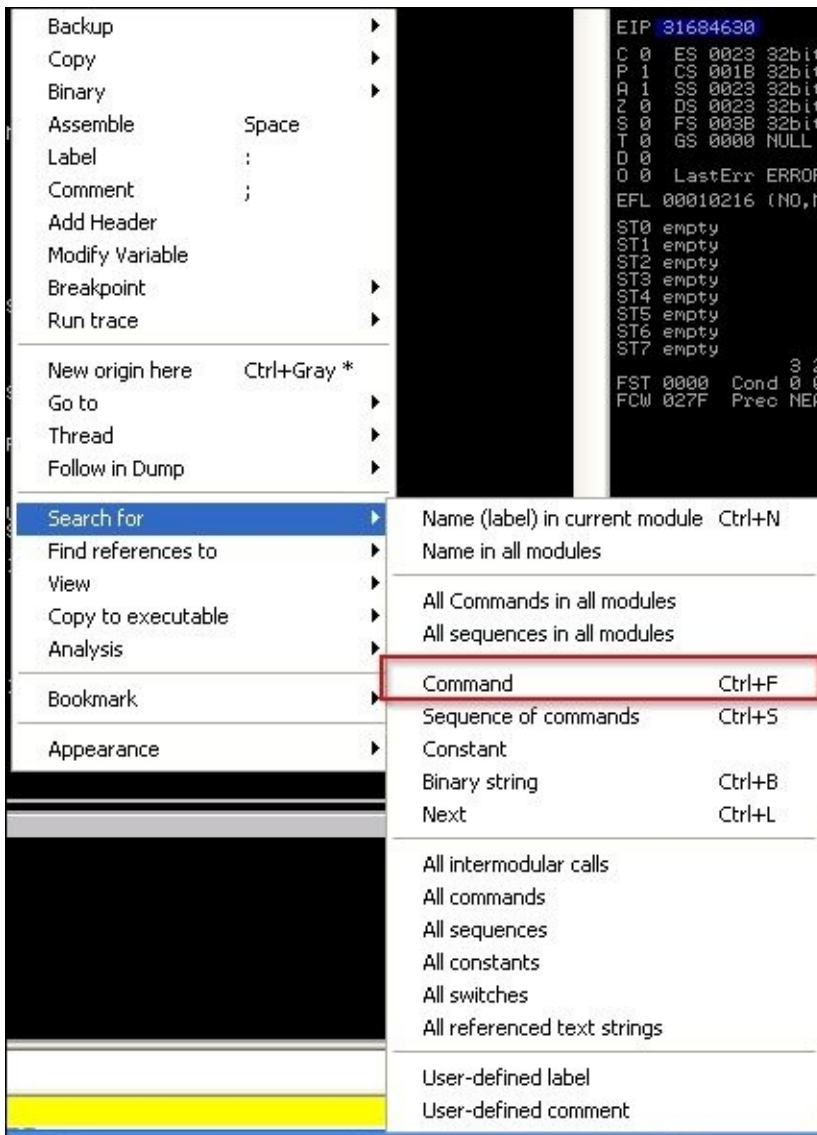 Backup
Copy
Binary
Assemble Space
Label :
Comment ;
Add Header
Modify Variable
Breakpoint
Run trace
New origin here Ctrl+Gray *
Go to
Thread
Follow in Dump
Search for
Find references to
View
Copy to executable
Analysis
Bookmark
Appearance
Name (label) in current module Ctrl+N
Name in all modules
All Commands in all modules
All sequences in all modules
Command Ctrl+F
Sequence of commands Ctrl+S
Constant
Binary string Ctrl+B
Next Ctrl+L
All intermodular calls
All commands
All sequences
All constants
All switches
All referenced text strings
User-defined label
User-defined comment
EIP 31684630
C 0 ES 0023 32bit
P 1 CS 001B 32bit
A 1 SS 0023 32bit
Z 0 DS 0023 32bit
S 0 FS 003B 32bit
T 0 GS 0000 NULL
D 0
O 0 LastErr ERROR
EFL 00010216 (NO,
ST0 empty
ST1 empty
ST2 empty
ST3 empty
ST4 empty
ST5 empty
ST6 empty
ST7 empty
3 2
FST 0000 Cond 0
FCW 027F Prec NEA